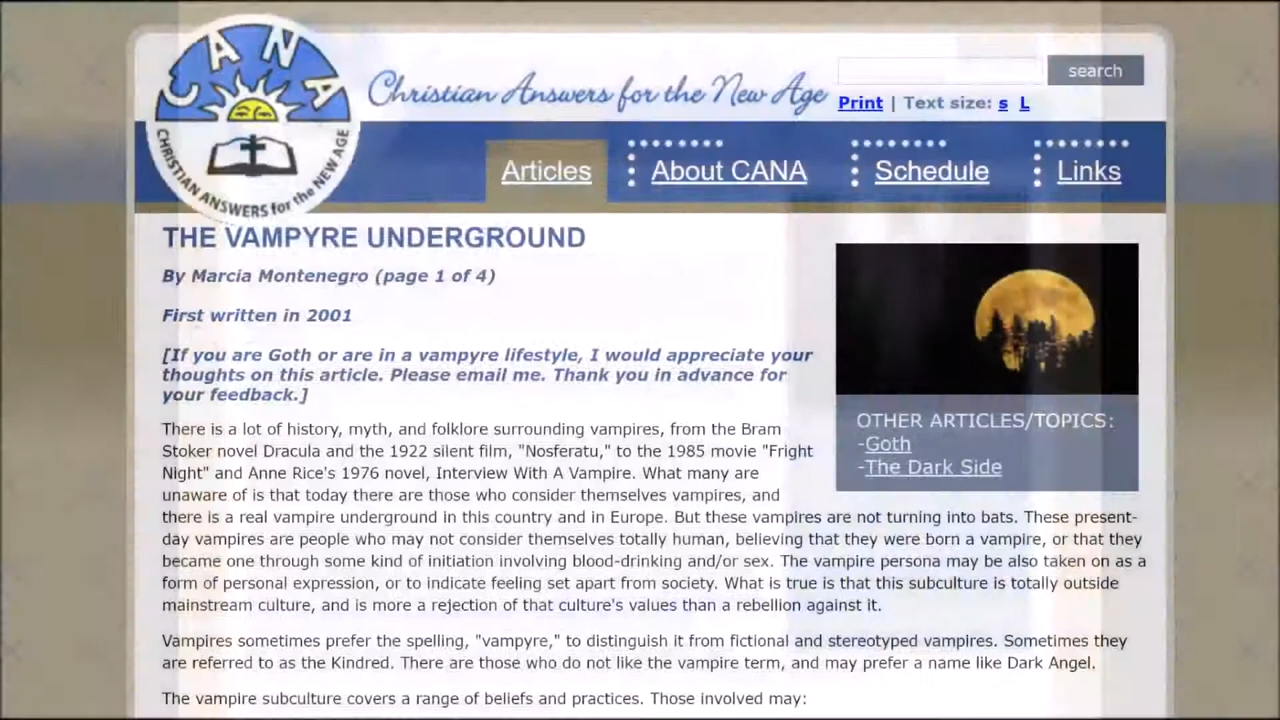 CANA
CHRISTIAN ANSWERS for the NEW AGE
Christian Answers for the New Age
search
Print | Text size: s L
Articles
About CANA
Schedule
Links
THE VAMPYRE UNDERGROUND
By Marcia Montenegro (page 1 of 4)
First written in 2001
[If you are Goth or are in a vampyre lifestyle, I would appreciate your
thoughts on this article. Please email me. Thank you in advance for
your feedback.]
There is a lot of history, myth, and folklore surrounding vampires, from the Bram
Stoker novel Dracula and the 1922 silent film, "Nosferatu," to the 1985 movie "Fright
Night" and Anne Rice's 1976 novel, Interview With A Vampire. What many are
unaware of is that today there are those who consider themselves vampires, and
there is a real vampire underground in this country and in Europe. But these vampires are not turning into bats. These present-
day vampires are people who may not consider themselves totally human, believing that they were born a vampire, or that they
became one through some kind of initiation involving blood-drinking and/or sex. The vampire persona may be also taken on as a
form of personal expression, or to indicate feeling set apart from society. What is true is that this subculture is totally outside
mainstream culture, and is more a rejection of that culture's values than a rebellion against it.
Vampires sometimes prefer the spelling, "vampyre," to distinguish it from fictional and stereotyped vampires. Sometimes they
are referred to as the Kindred. There are those who do not like the vampire term, and may prefer a name like Dark Angel.
The vampire subculture covers a range of beliefs and practices. Those involved may:
OTHER ARTICLES/TOPICS:
-Goth
-The Dark Side